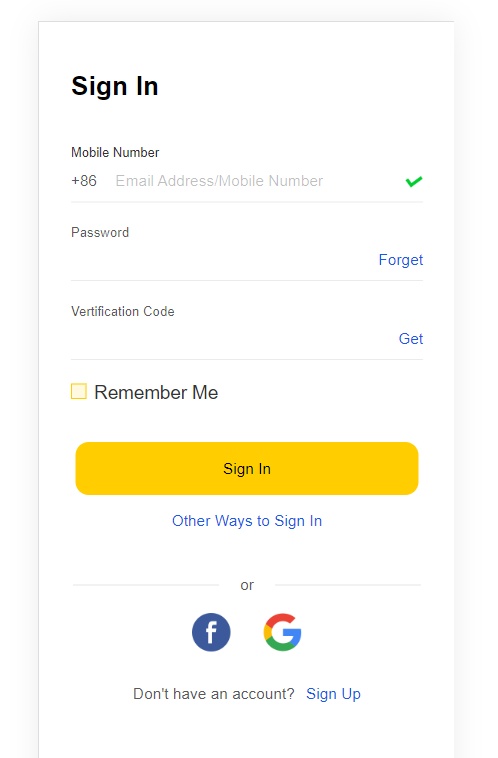 Sign In
Mobile Number
+86 Email Address/Mobile Number
Password
Forget
Vertification Code
Get
Remember Me
Sign In
Other Ways to Sign In
or
Don't have an account? Sign Up